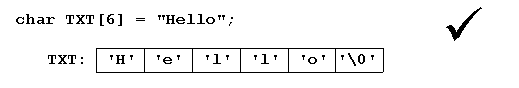 char TXT[6] = "Hello";
TXT: 'H' 'e' 'l' 'l' 'o' '\0'